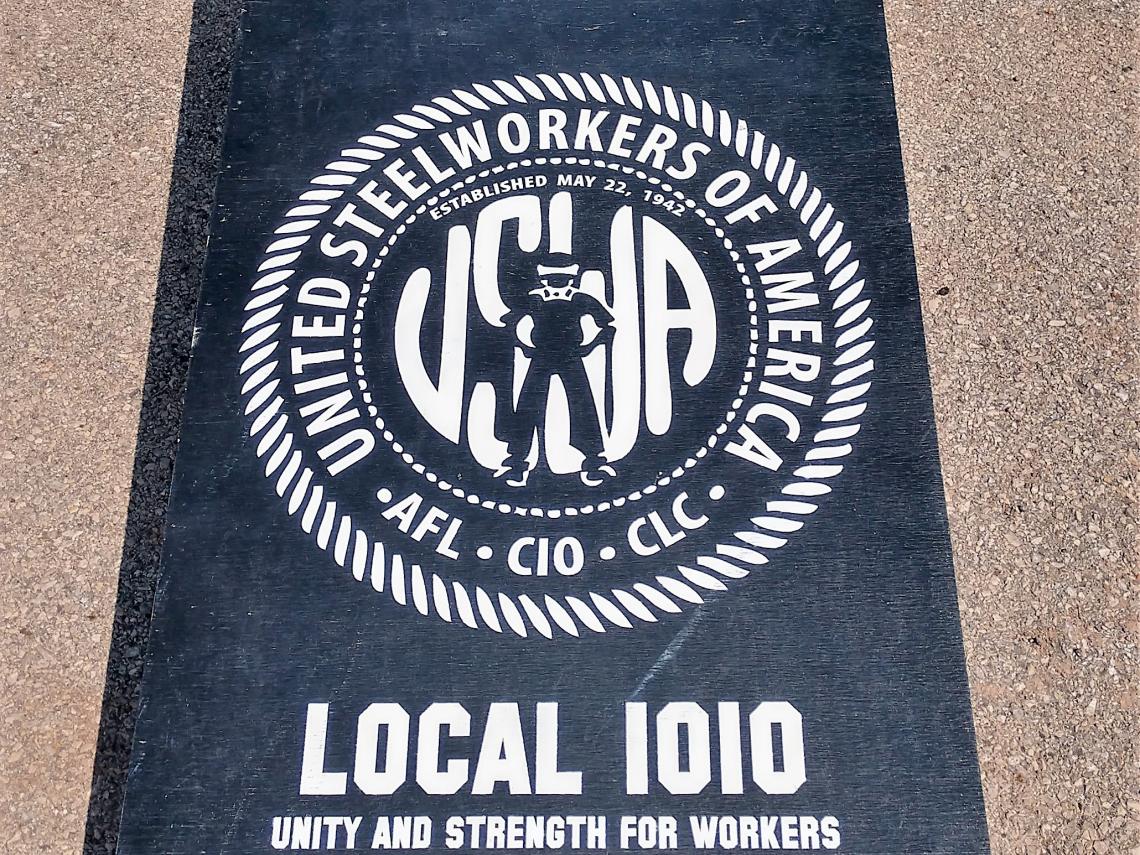 UNITED STEELWORKERS OF AMERICA
ESTABLISHED MAY 22, 1942
USWA
• AFL • CIO • CLC •
LOCAL 1010
UNITY AND STRENGTH FOR WORKERS